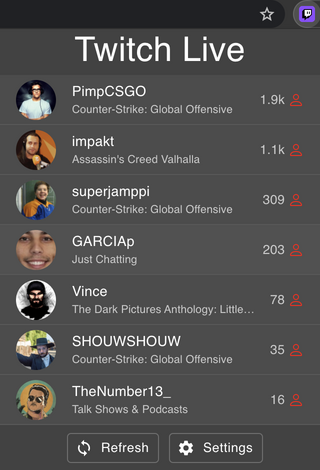 Twitch Live
PimpCSGO
Counter-Strike: Global Offensive
1.9k
impakt
Assassin's Creed Valhalla
1.1k
superjamppi
Counter-Strike: Global Offensive
309
GARCIAp
Just Chatting
203
Vince
The Dark Pictures Anthology: Little...
78
SHOUWSHOUW
Counter-Strike: Global Offensive
35
TheNumber13_
Talk Shows & Podcasts
16
Refresh
Settings